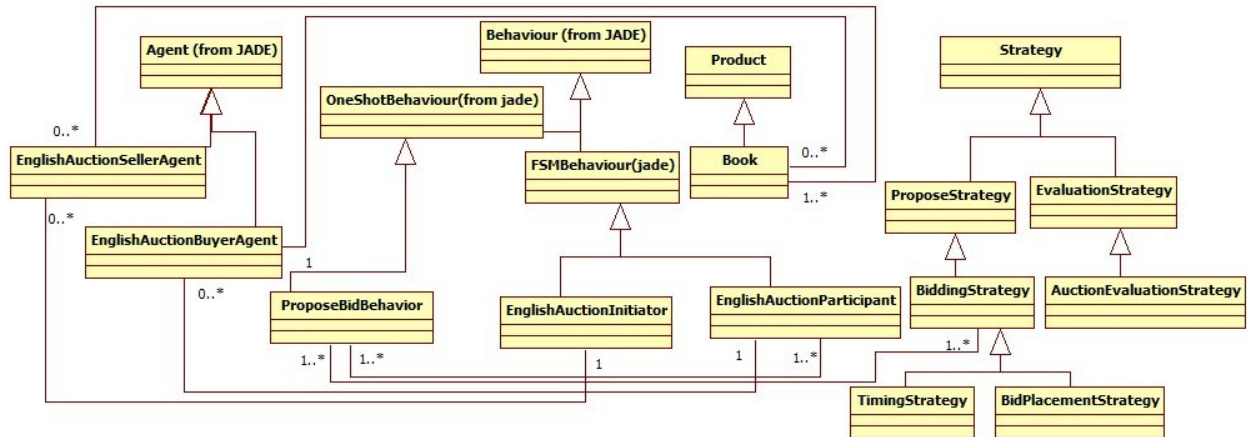 Behaviour (from JADE)
Agent (from JADE)
Strategy
Product
OneShotBehaviour(from jade)
0..*
EnglishAuctionSellerAgent
FSMBehaviour(jade)
Book
0..*
1..*
ProposeStrategy
EvaluationStrategy
0..*
EnglishAuctionBuyerAgent
1
0..*
ProposeBidBehavior
EnglishAuctionInitiator
EnglishAuctionParticipant
BiddingStrategy
AuctionEvaluationStrategy
1..*
1..*
1
1
1..*
1..*
TimingStrategy
BidPlacementStrategy